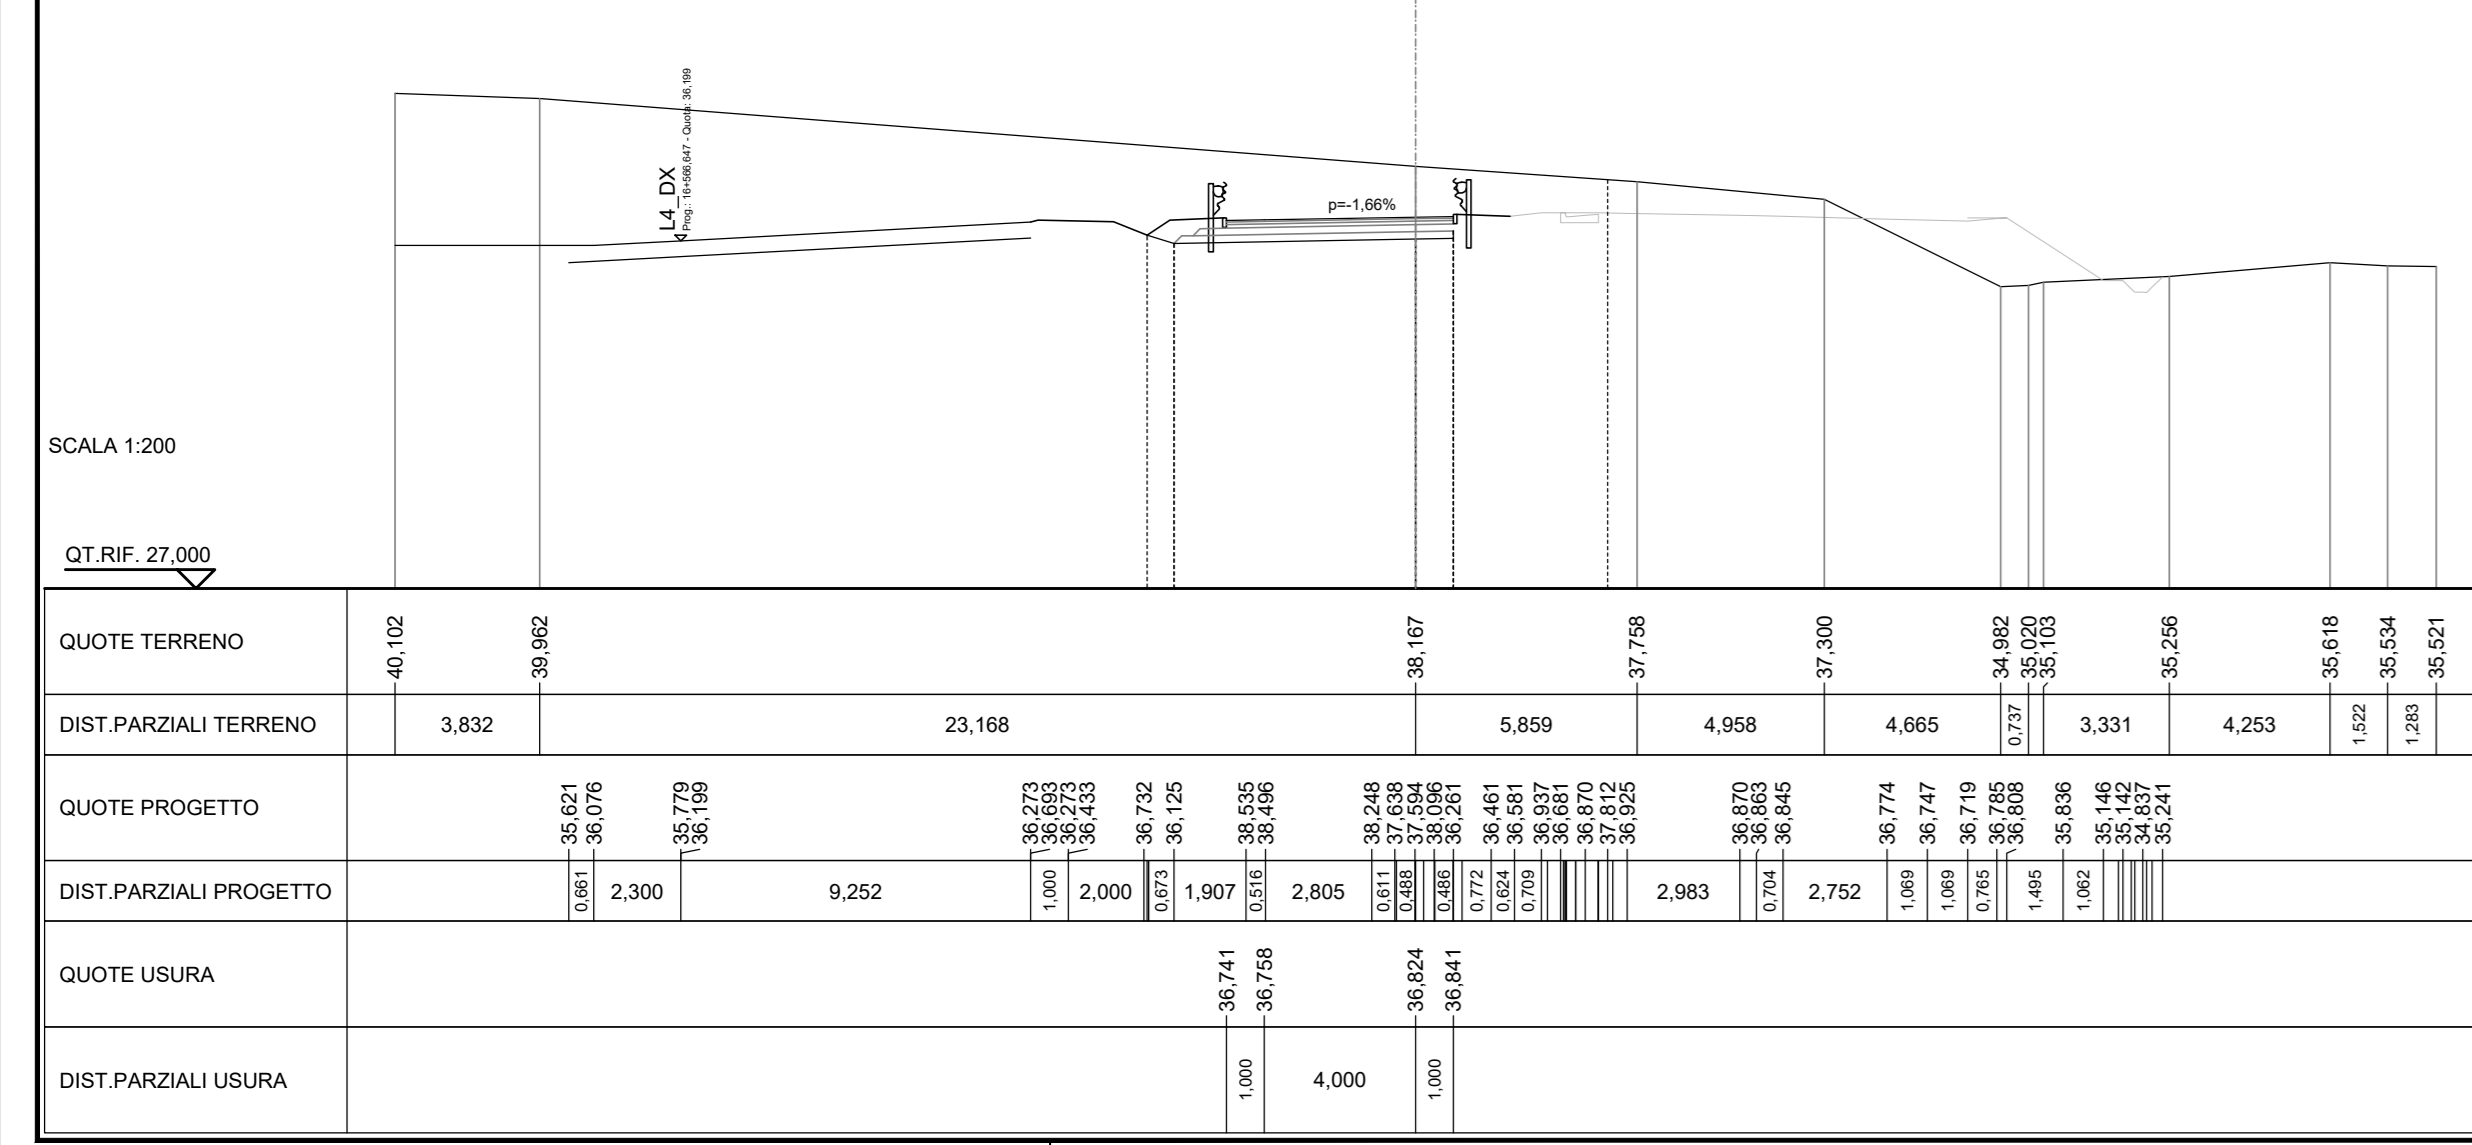 L4_DX
Prog.: 16+566,647 - Quota: 36,199
p=-1,66%
SCALA 1:200
QT.RIF. 27,000
QUOTE TERRENO 40,102 39,962 38,167 37,758 37,300 34,982 35,020 35,103 35,256 35,618 35,534 35,521
DIST.PARZIALI TERRENO 3,832 23,168 5,859 4,958 4,665 0,737 3,331 4,253 1,522 1,283
QUOTE PROGETTO 35,621 36,076 35,779 36,199 36,273 36,693 36,273 36,433 36,732 36,125 38,535 38,496 38,248 37,638 37,594 38,096 36,261 36,461 36,581 36,937 36,681 36,870 37,812 36,925 36,870 36,863 36,845 36,774 36,747 36,719 36,785 36,808 35,836 35,146 35,142 34,837 35,241
DIST.PARZIALI PROGETTO 0,661 2,300 9,252 1,000 2,000 0,673 1,907 0,516 2,805 0,611 0,488 0,486 0,772 0,624 0,709 2,983 0,704 2,752 1,069 1,069 0,765 1,495 1,062
QUOTE USURA 36,741 36,758 36,824 36,841
DIST.PARZIALI USURA 1,000 4,000 1,000